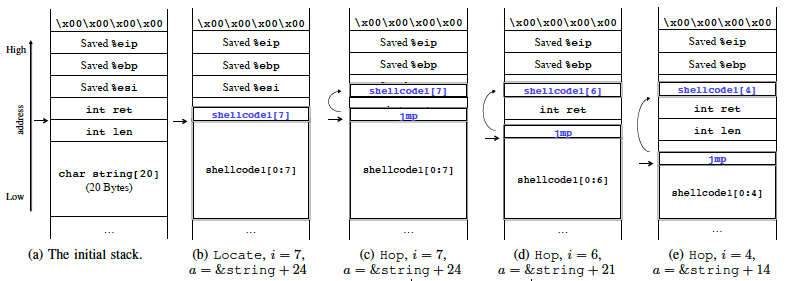 \x00\x00\x00\x00 \x00\x00\x00\x00 \x00\x00\x00\x00 \x00\x00\x00\x00 \x00\x00\x00\x00
High
address
Low
Saved %eip
Saved %ebp
Saved %esi
int ret
int len
char string[20]
(20 Bytes)
...
(a) The initial stack.
Saved %eip
Saved %ebp
Saved %esi
shellcode1[7]
shellcode1[0:7]
...
(b) Locate, i = 7,
a = &string + 24
Saved %eip
Saved %ebp
shellcode1[7]
jmp
shellcode1[0:7]
...
(c) Hop, i = 7,
a = &string + 24
Saved %eip
Saved %ebp
shellcode1[6]
int ret
jmp
shellcode1[0:6]
...
(d) Hop, i = 6,
a = &string + 21
Saved %eip
Saved %ebp
shellcode1[4]
int ret
int len
jmp
shellcode1[0:4]
...
(e) Hop, i = 4,
a = &string + 14